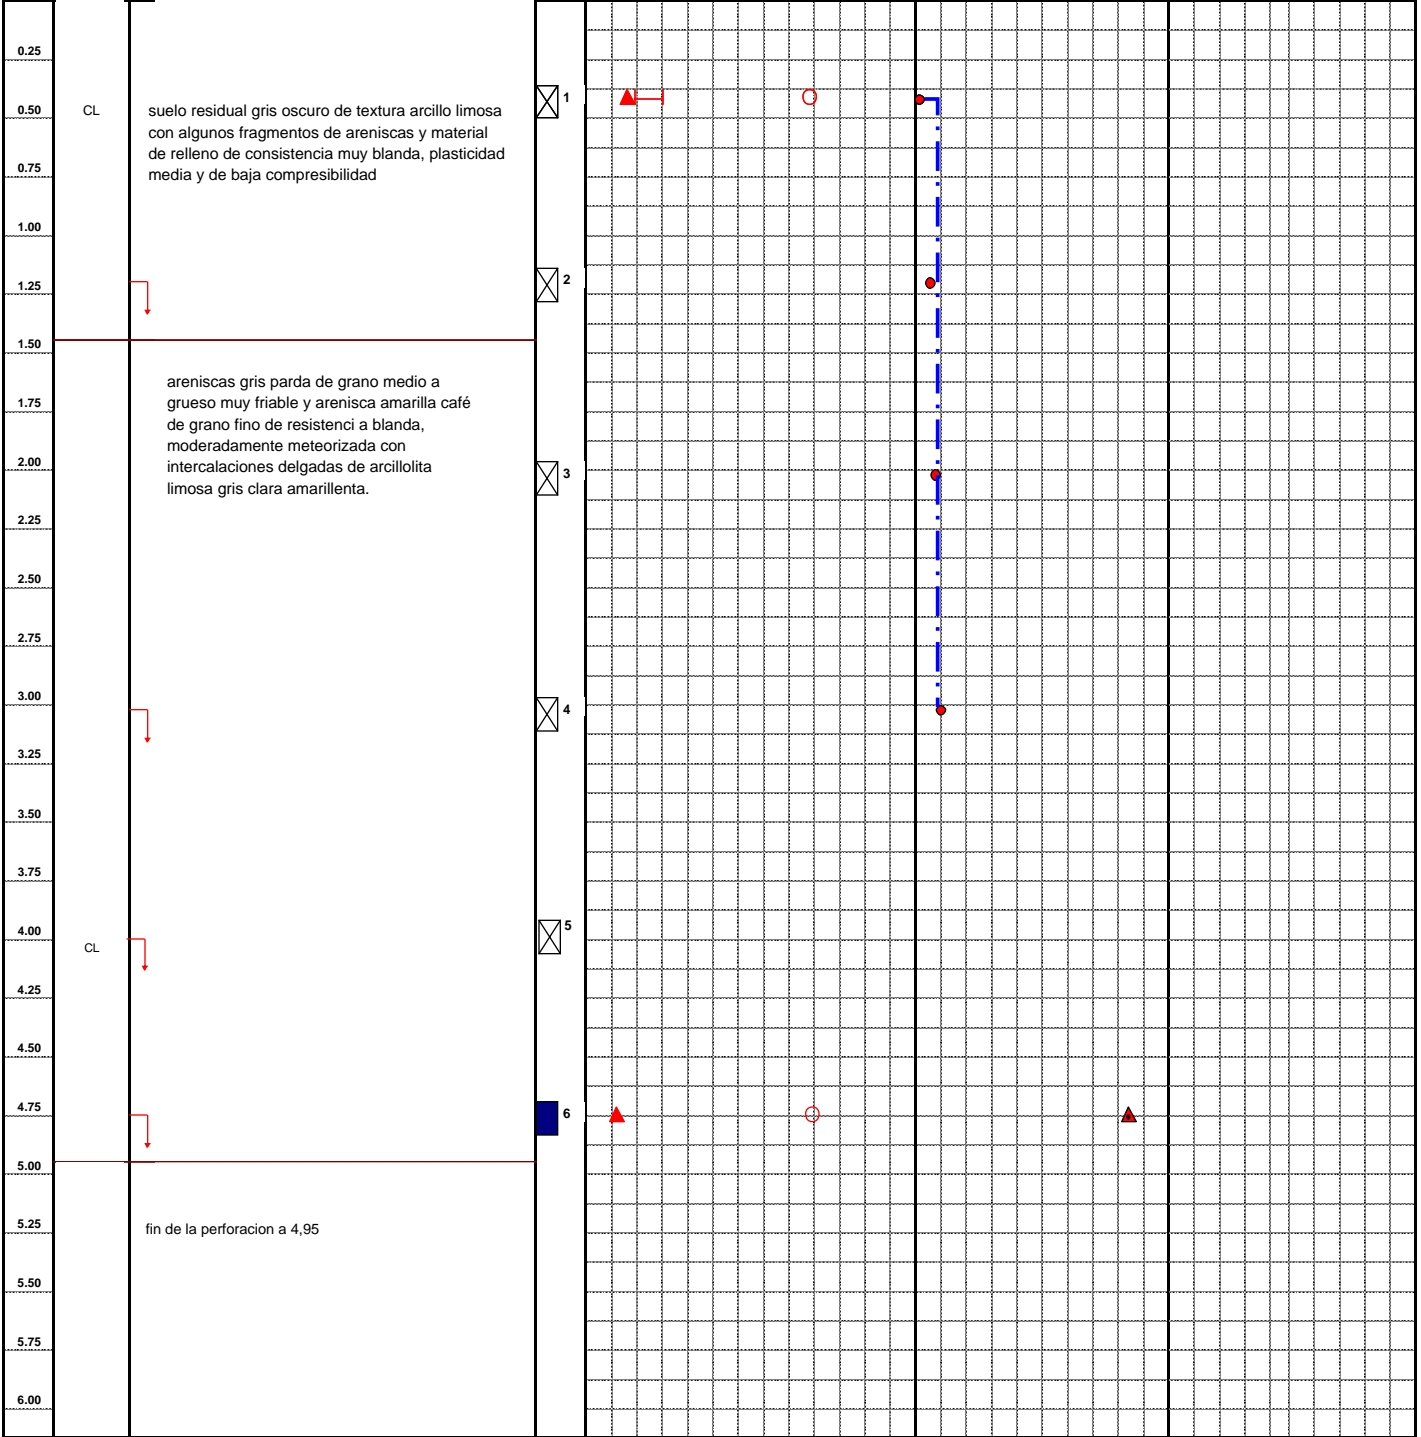 0.25
1
0.50
CL
suelo residual gris oscuro de textura arcillo limosa
con algunos fragmentos de areniscas y material
de relleno de consistencia muy blanda, plasticidad
media y de baja compresibilidad
0.75
1.00
2
1.25
1.50
areniscas gris parda de grano medio a
grueso muy friable y arenisca amarilla café
de grano fino de resistenci a blanda,
moderadamente meteorizada con
intercalaciones delgadas de arcillolita
limosa gris clara amarillenta.
1.75
2.00
3
2.25
2.50
2.75
3.00
4
3.25
3.50
3.75
4.00
5
CL
4.25
4.50
4.75
6
5.00
5.25
fin de la perforacion a 4,95
5.50
5.75
6.00